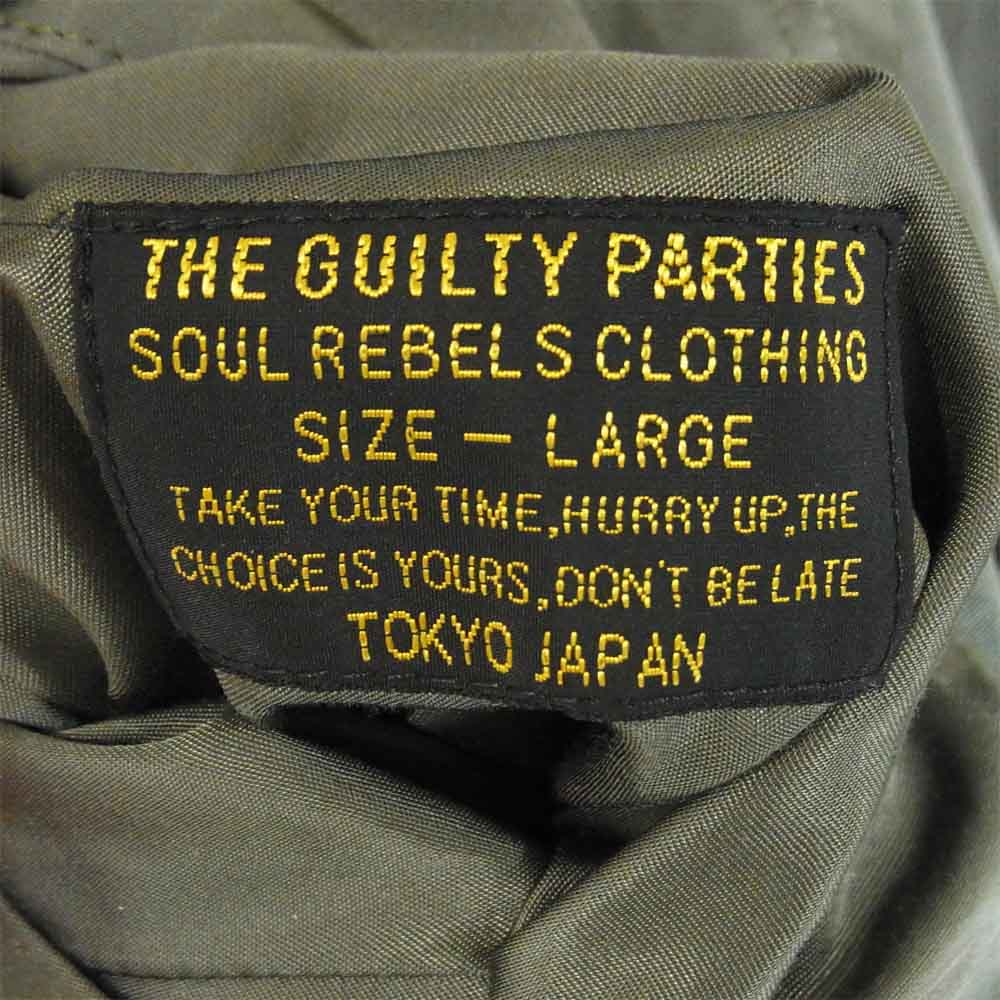 THE GUILTY PARTIES
SOUL REBELS CLOTHING
SIZE — LARGE
TAKE YOUR TIME,HURRY UP,THE
CHOICE IS YOURS,DON'T BE LATE
TOKYO JAPAN